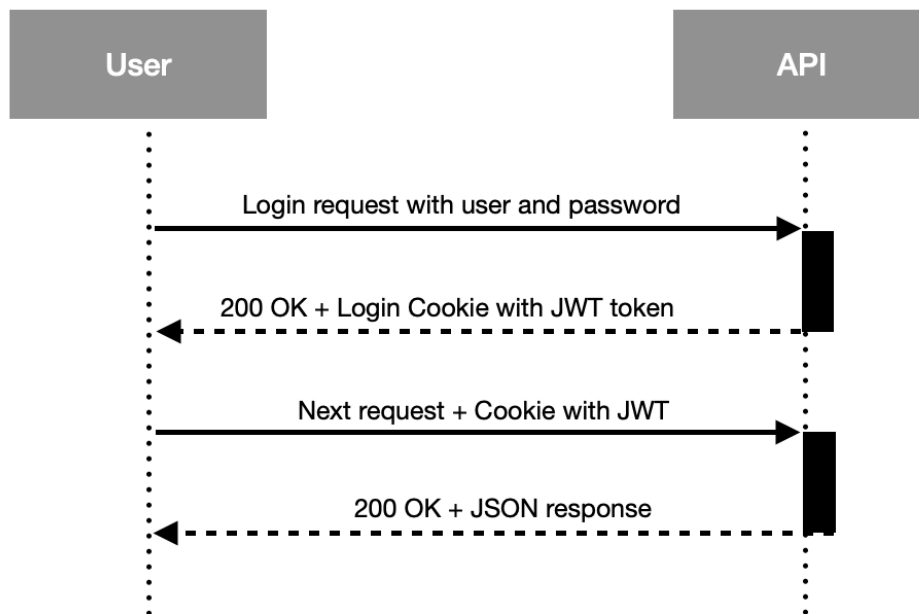 User
API
Login request with user and password
200 OK + Login Cookie with JWT token
Next request + Cookie with JWT
200 OK + JSON response